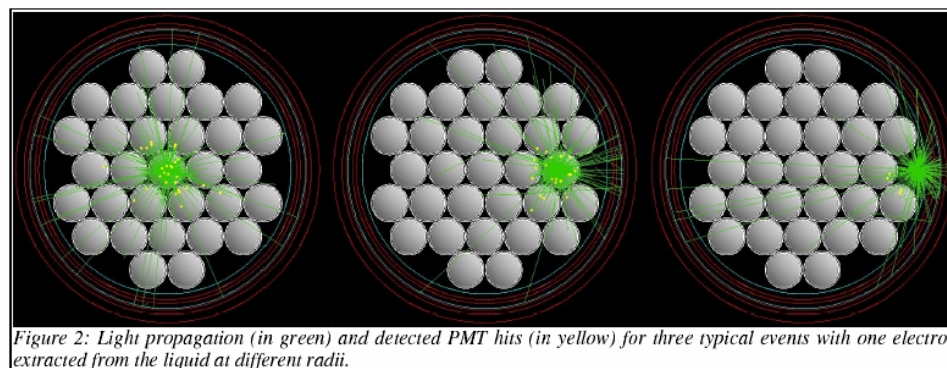 Figure 2: Light propagation (in green) and detected PMT hits (in yellow) for three typical events with one electro
extracted from the liquid at different radii.